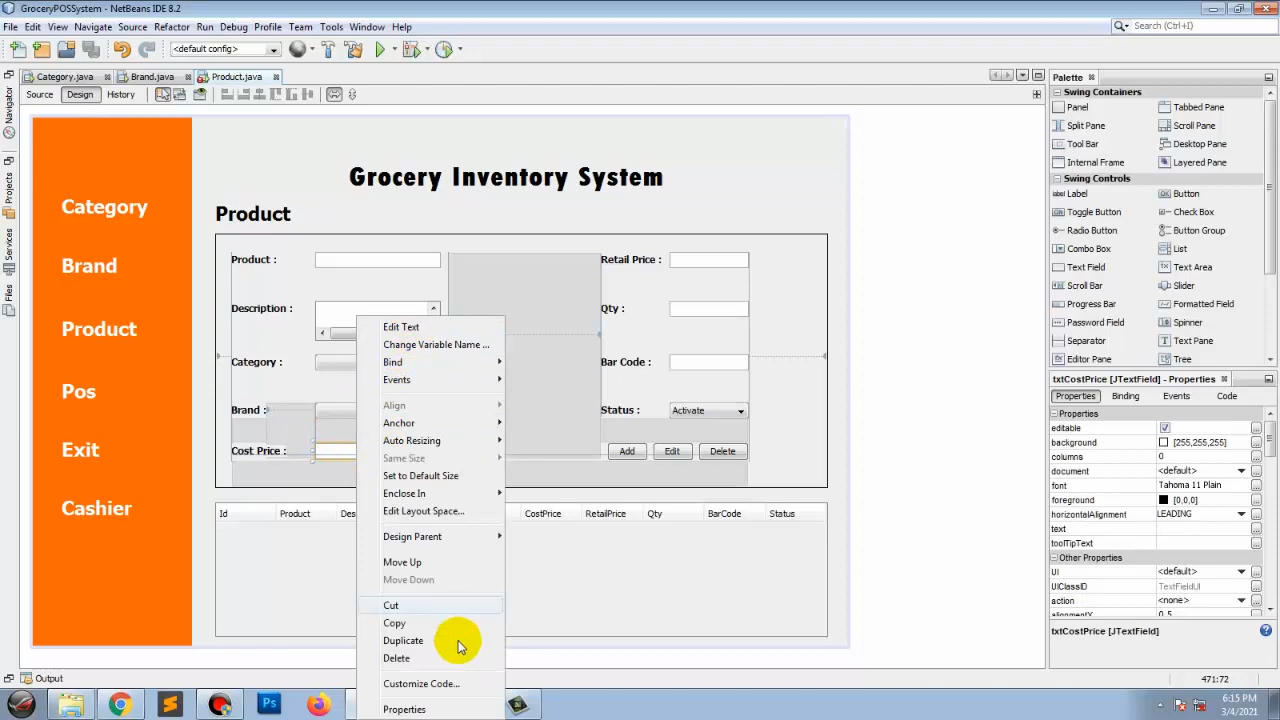 GroceryPOSSystem - NetBeans IDE 8.2
File Edit View Navigate Source Refactor Run Debug Profile Team Tools Window Help
Search (Ctrl+I)
<default config>
Category.java Brand.java Product.java
Source Design History
Navigator
Projects
Services
Files
Category
Brand
Product
Pos
Exit
Cashier
Grocery Inventory System
Product
Product : Retail Price :
Description : Qty :
Category : Bar Code :
Brand : Status : Activate
Cost Price : Add Edit Delete
Id Product Des CostPrice RetailPrice Qty BarCode Status
Edit Text
Change Variable Name ...
Bind
Events
Align
Anchor
Auto Resizing
Same Size
Set to Default Size
Enclose In
Edit Layout Space...
Design Parent
Move Up
Move Down
Cut
Copy
Duplicate
Delete
Customize Code...
Properties
Palette
Swing Containers
Panel Tabbed Pane
Split Pane Scroll Pane
Tool Bar Desktop Pane
Internal Frame Layered Pane
Swing Controls
Label Button
Toggle Button Check Box
Radio Button Button Group
Combo Box List
Text Field Text Area
Scroll Bar Slider
Progress Bar Formatted Field
Password Field Spinner
Separator Text Pane
Editor Pane Tree
txtCostPrice [JTextField] - Properties
Properties Binding Events Code
Properties
editable
background [255,255,255]
columns 0
document <default>
font Tahoma 11 Plain
foreground [0,0,0]
horizontalAlignment LEADING
text
toolTipText
Other Properties
UI <default>
UIClassID TextFieldUI
action <none>
alignmentX 0.5
txtCostPrice [JTextField]
Output
471:72
Ps
6:15 PM
3/4/2021